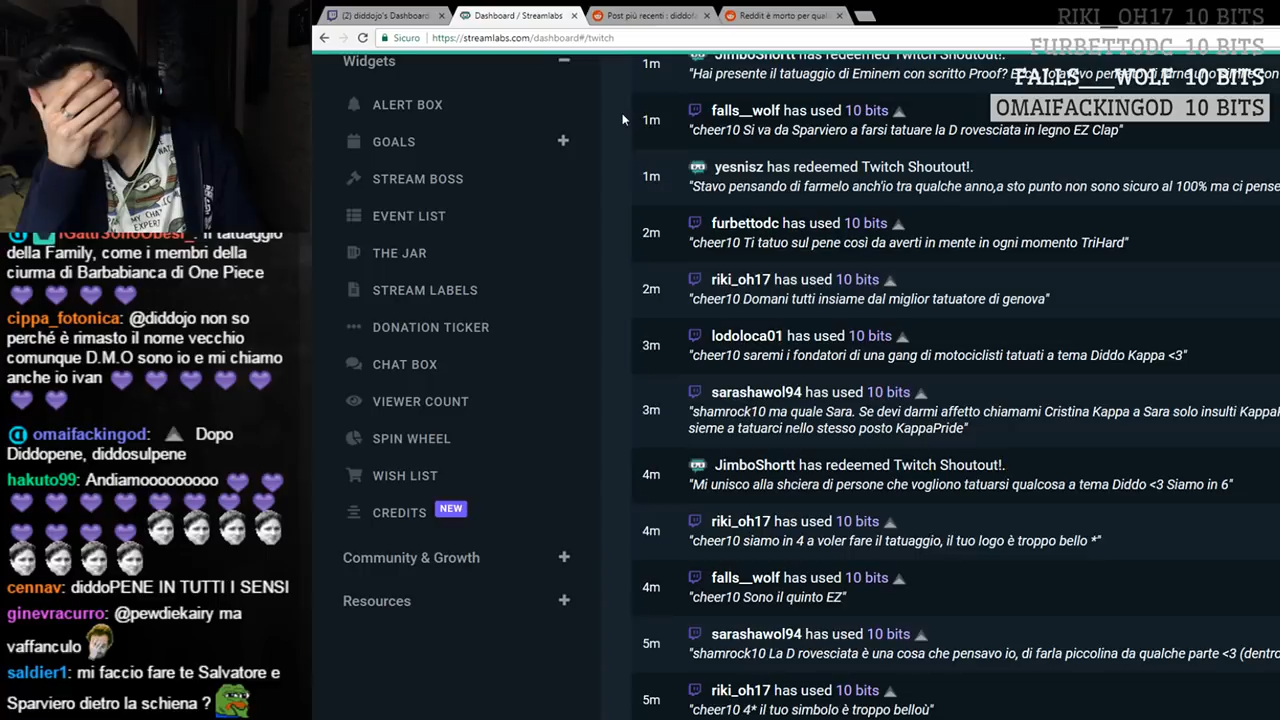 (2) diddojo's Dashboard
Dashboard / Streamlabs
Post più recenti : diddof
Reddit è morto per qual
Sicuro
https://streamlabs.com/dashboard#/twitch
RIKI_OH17 10 BITS
FURBETTODC 10 BITS
FALLS__WOLF 10 BITS
OMAIFACKINGOD 10 BITS
MY CHAT
EXPERT
della Family, come i membri della
ciurma di Barbabianca di One Piece
cippa_fotonica: @diddojo non so
perché è rimasto il nome vecchio
comunque D.M.O sono io e mi chiamo
anche io ivan
omaifackingod: Dopo
Diddopene, diddosulpene
hakuto99: Andiamooooooooo
cennav: diddoPENE IN TUTTI I SENSI
ginevracurro: @pewdiekairy ma
vaffanculo
saldier1: mi faccio fare te Salvatore e
Sparviero dietro la schiena ?
Widgets
ALERT BOX
GOALS
STREAM BOSS
EVENT LIST
THE JAR
STREAM LABELS
DONATION TICKER
CHAT BOX
VIEWER COUNT
SPIN WHEEL
WISH LIST
CREDITS NEW
Community & Growth
Resources
1m
JimboShortt has redeemed Twitch Shoutout!.
"Hai presente il tatuaggio di Eminem con scritto Proof?
1m
falls__wolf has used 10 bits
"cheer10 Si va da Sparviero a farsi tatuare la D rovesciata in legno EZ Clap"
1m
yesnisz has redeemed Twitch Shoutout!.
"Stavo pensando di farmelo anch'io tra qualche anno,a sto punto non sono sicuro al 100% ma ci pense
2m
furbettodc has used 10 bits
"cheer10 Ti tatuo sul pene così da averti in mente in ogni momento TriHard"
2m
riki_oh17 has used 10 bits
"cheer10 Domani tutti insiame dal miglior tatuatore di genova"
3m
lodoloca01 has used 10 bits
"cheer10 saremi i fondatori di una gang di motociclisti tatuati a tema Diddo Kappa <3"
3m
sarashawol94 has used 10 bits
"shamrock10 ma quale Sara. Se devi darmi affetto chiamami Cristina Kappa a Sara solo insulti KappaP
sieme a tatuarci nello stesso posto KappaPride"
4m
JimboShortt has redeemed Twitch Shoutout!.
"Mi unisco alla shciera di persone che vogliono tatuarsi qualcosa a tema Diddo <3 Siamo in 6"
4m
riki_oh17 has used 10 bits
"cheer10 siamo in 4 a voler fare il tatuaggio, il tuo logo è troppo bello *"
4m
falls__wolf has used 10 bits
"cheer10 Sono il quinto EZ"
5m
sarashawol94 has used 10 bits
"shamrock10 La D rovesciata è una cosa che pensavo io, di farla piccolina da qualche parte <3 (dentro
5m
riki_oh17 has used 10 bits
"cheer10 4* il tuo simbolo è troppo belloù"